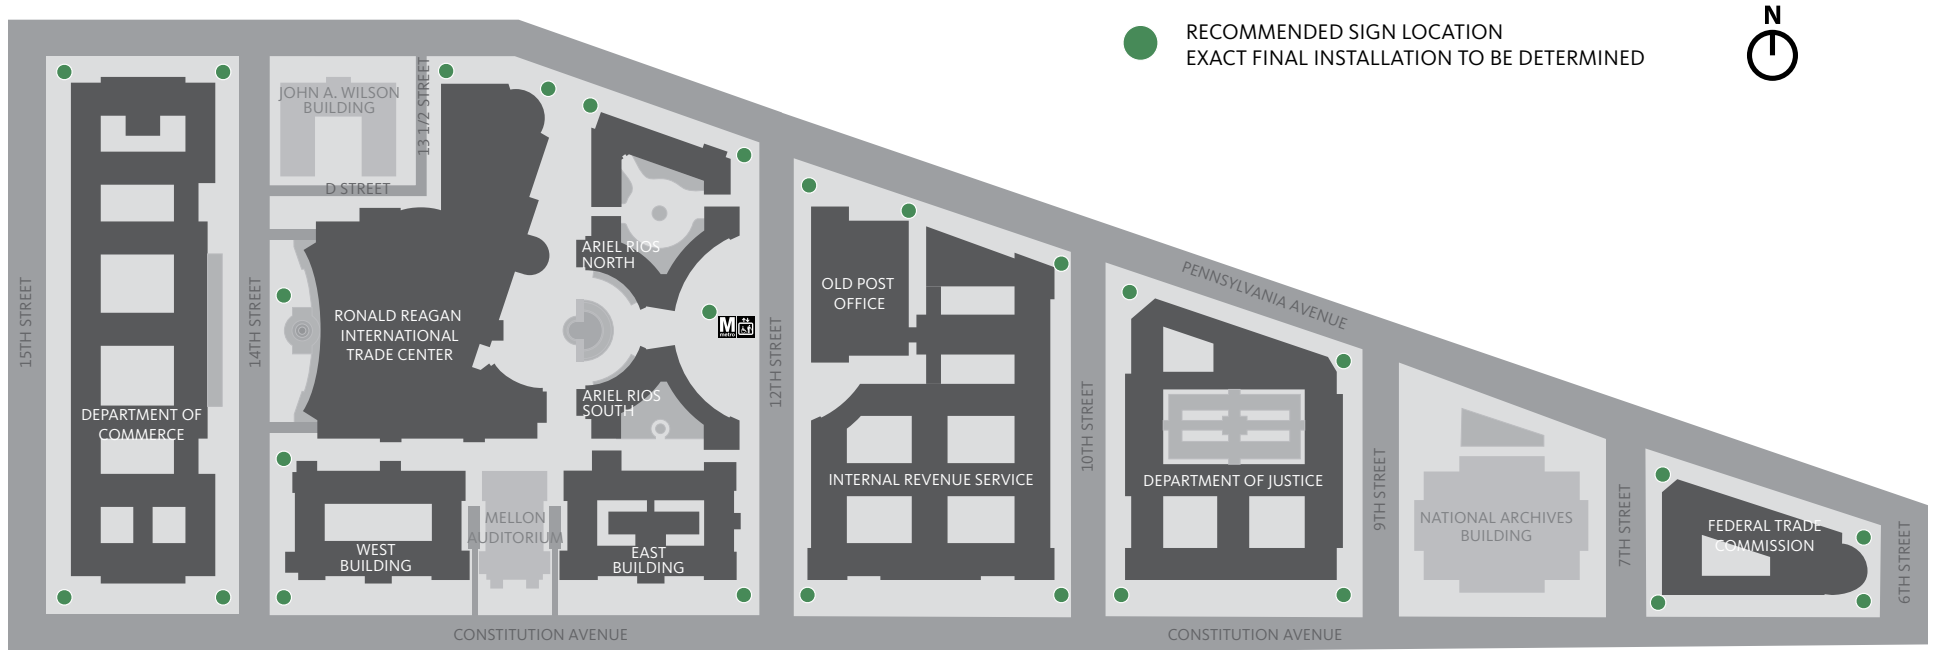 N
RECOMMENDED SIGN LOCATION
EXACT FINAL INSTALLATION TO BE DETERMINED
JOHN A. WILSON
BUILDING
13 1/2 STREET
D STREET
ARIEL RIOS
NORTH
OLD POST
OFFICE
PENNSYLVANIA AVENUE
15TH STREET
14TH STREET
RONALD REAGAN
INTERNATIONAL
TRADE CENTER
M
metro
12TH STREET
ARIEL RIOS
SOUTH
DEPARTMENT OF
COMMERCE
10TH STREET
INTERNAL REVENUE SERVICE
DEPARTMENT OF JUSTICE
9TH STREET
MELLON
AUDITORIUM
NATIONAL ARCHIVES
BUILDING
7TH STREET
FEDERAL TRADE
COMMISSION
6TH STREET
WEST
BUILDING
EAST
BUILDING
CONSTITUTION AVENUE
CONSTITUTION AVENUE